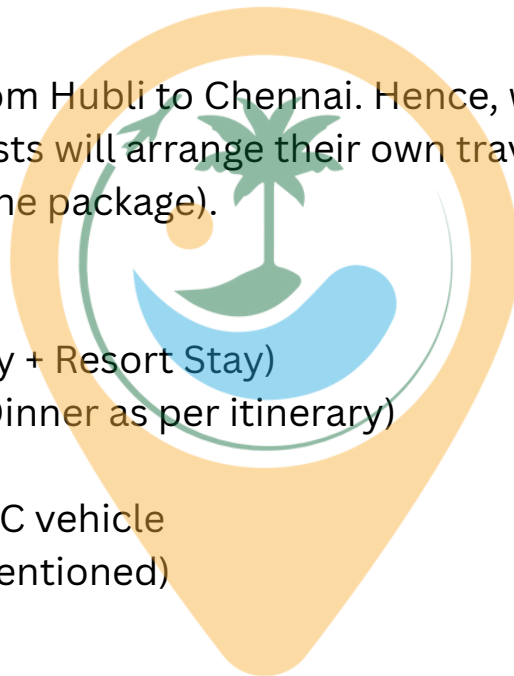 om Hubli to Chennai. Hence, w
sts will arrange their own trav
he package).
y + Resort Stay)
Dinner as per itinerary)
C vehicle
entioned)